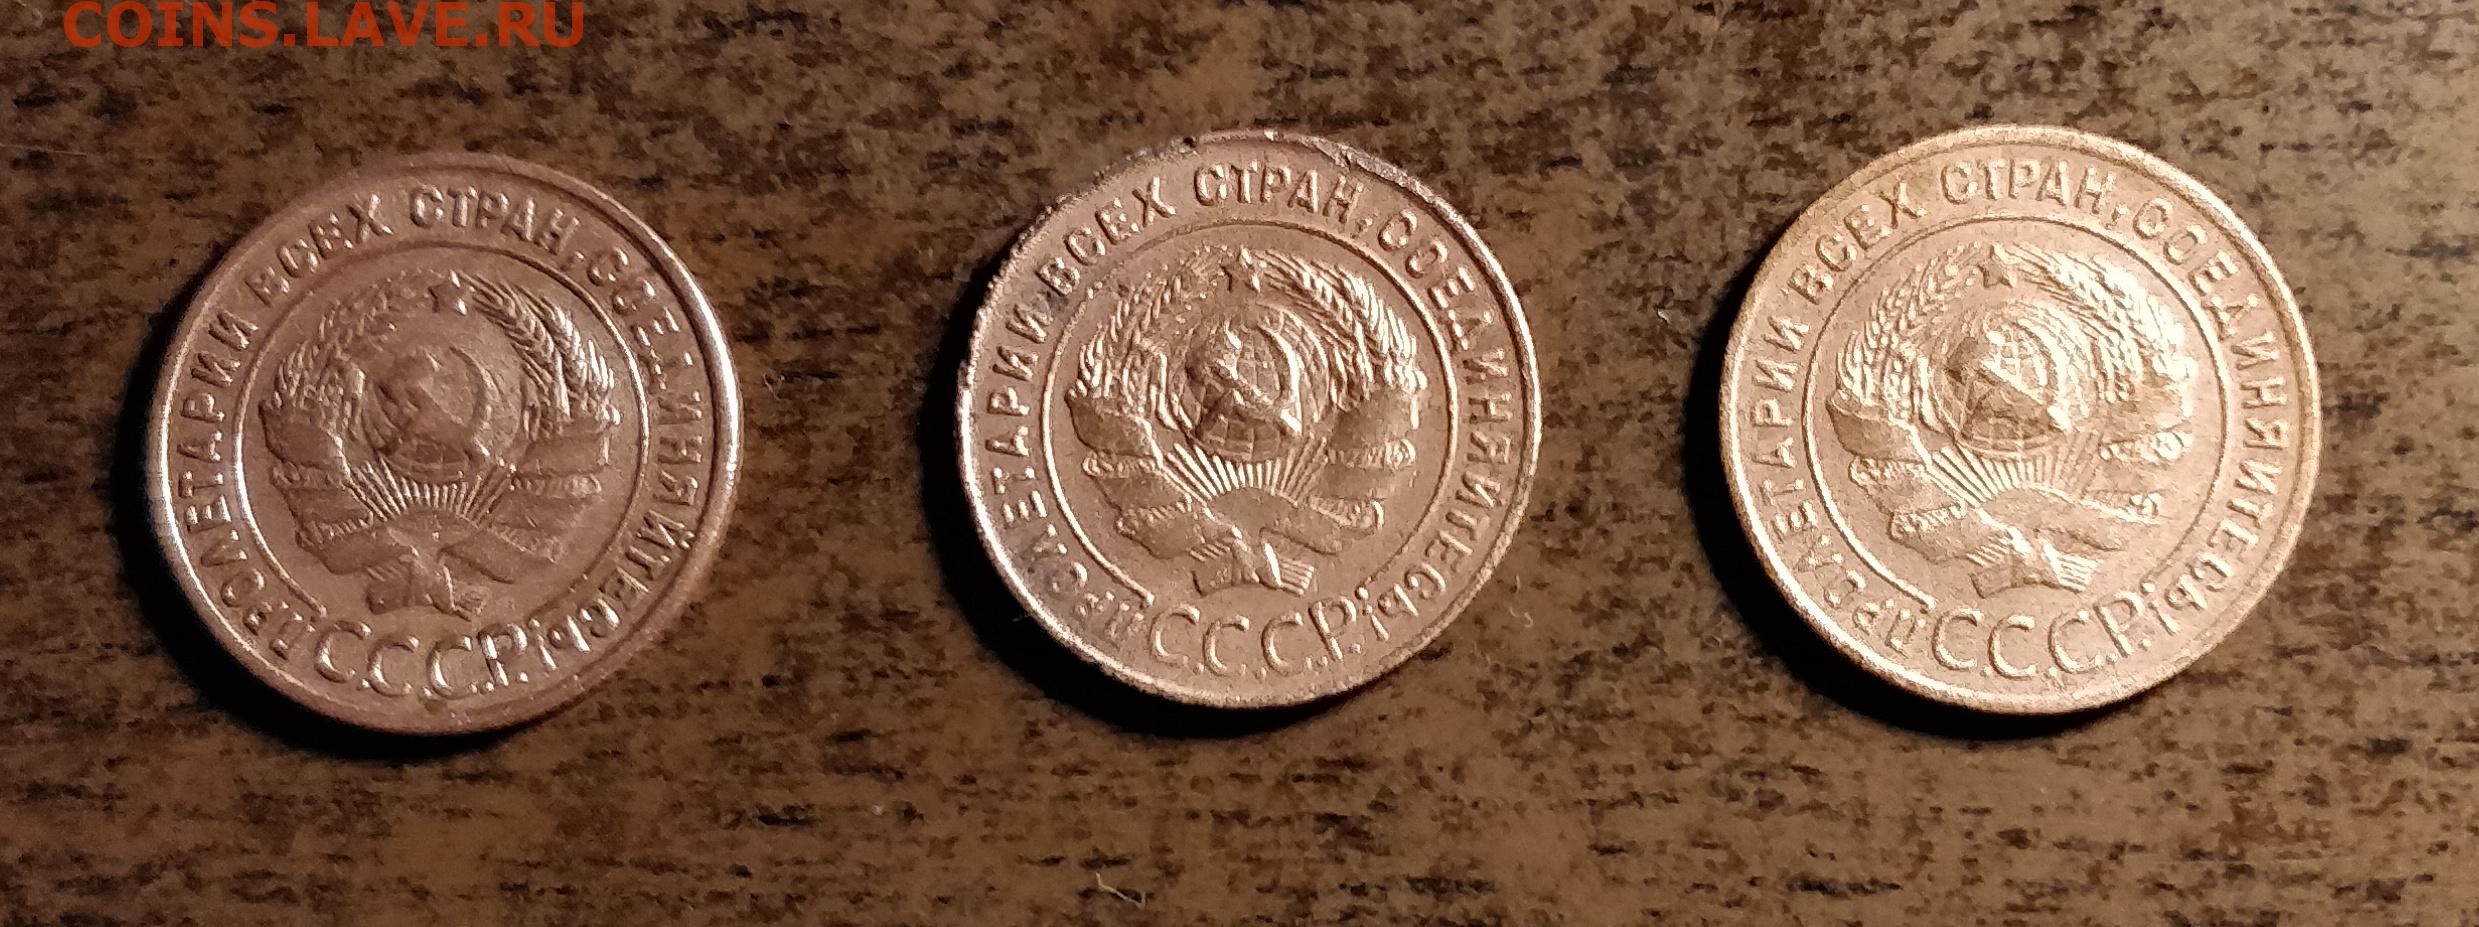 COINS.LAVE.RU
ПРОЛЕТАРИИ ВСЕХ СТРАН, СОЕДИНЯЙТЕСЬ!
С.С.С.Р.
ПРОЛЕТАРИИ ВСЕХ СТРАН, СОЕДИНЯЙТЕСЬ!
С.С.С.Р.
ПРОЛЕТАРИИ ВСЕХ СТРАН, СОЕДИНЯЙТЕСЬ!
С.С.С.Р.